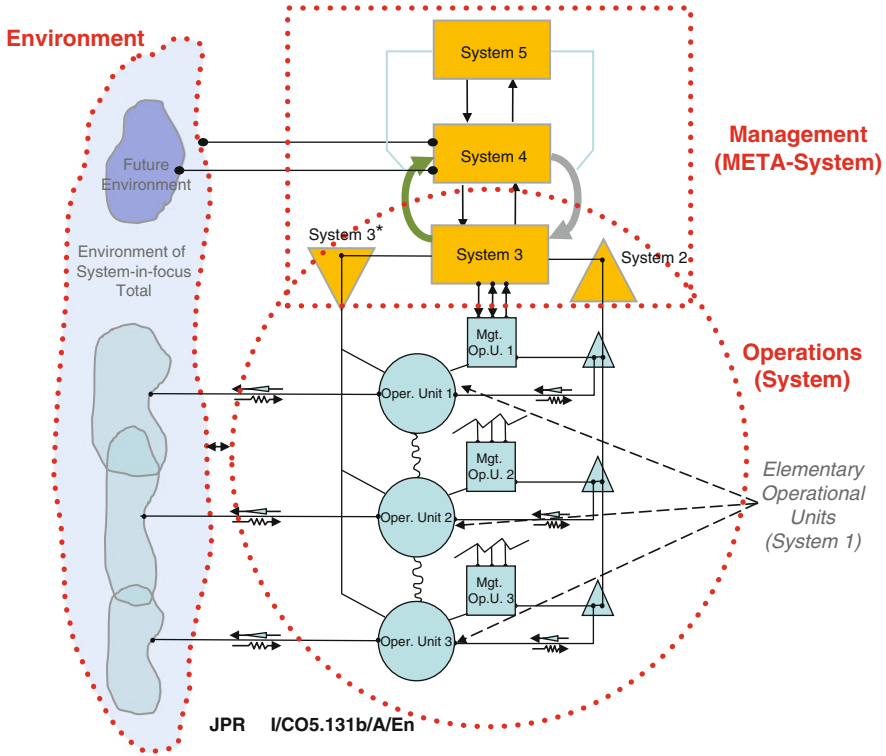 Environment
System 5
Management
(META-System)
System 4
Future
Environment
Environment of
System-in-focus
Total
System 3*
System 3
System 2
Mgt.
Op.U. 1
Operations
(System)
Oper. Unit 1
Mgt.
Op.U. 2
Elementary
Operational
Units
(System 1)
Oper. Unit 2
Mgt.
Op.U. 3
Oper. Unit 3
JPR I/CO5.131b/A/En